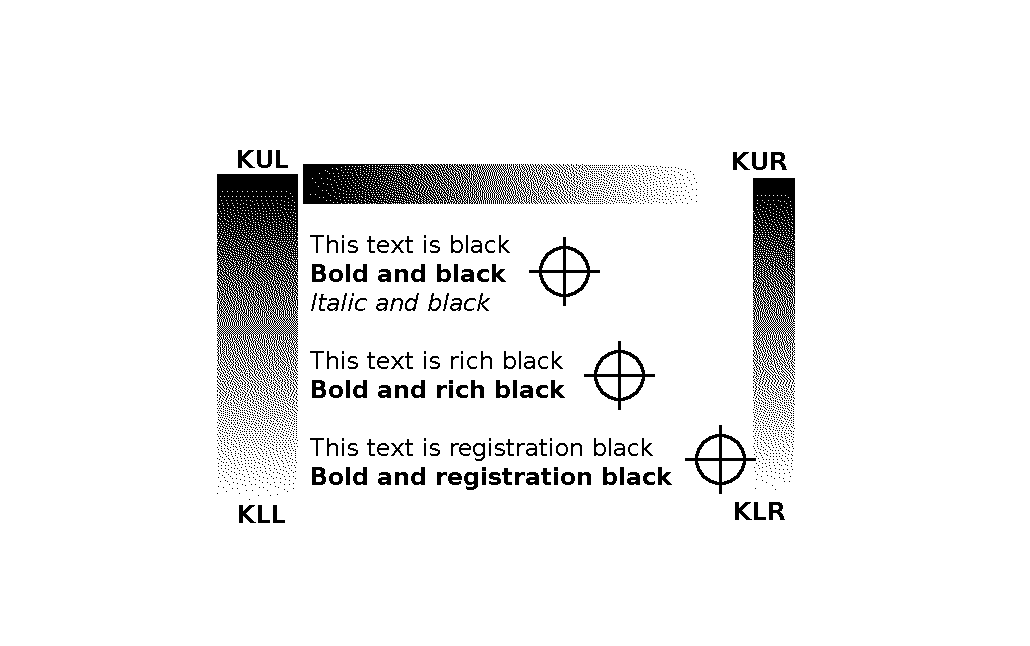 KUL
KUR
This text is black
Bold and black
Italic and black
This text is rich black
Bold and rich black
This text is registration black
Bold and registration black
KLL
KLR